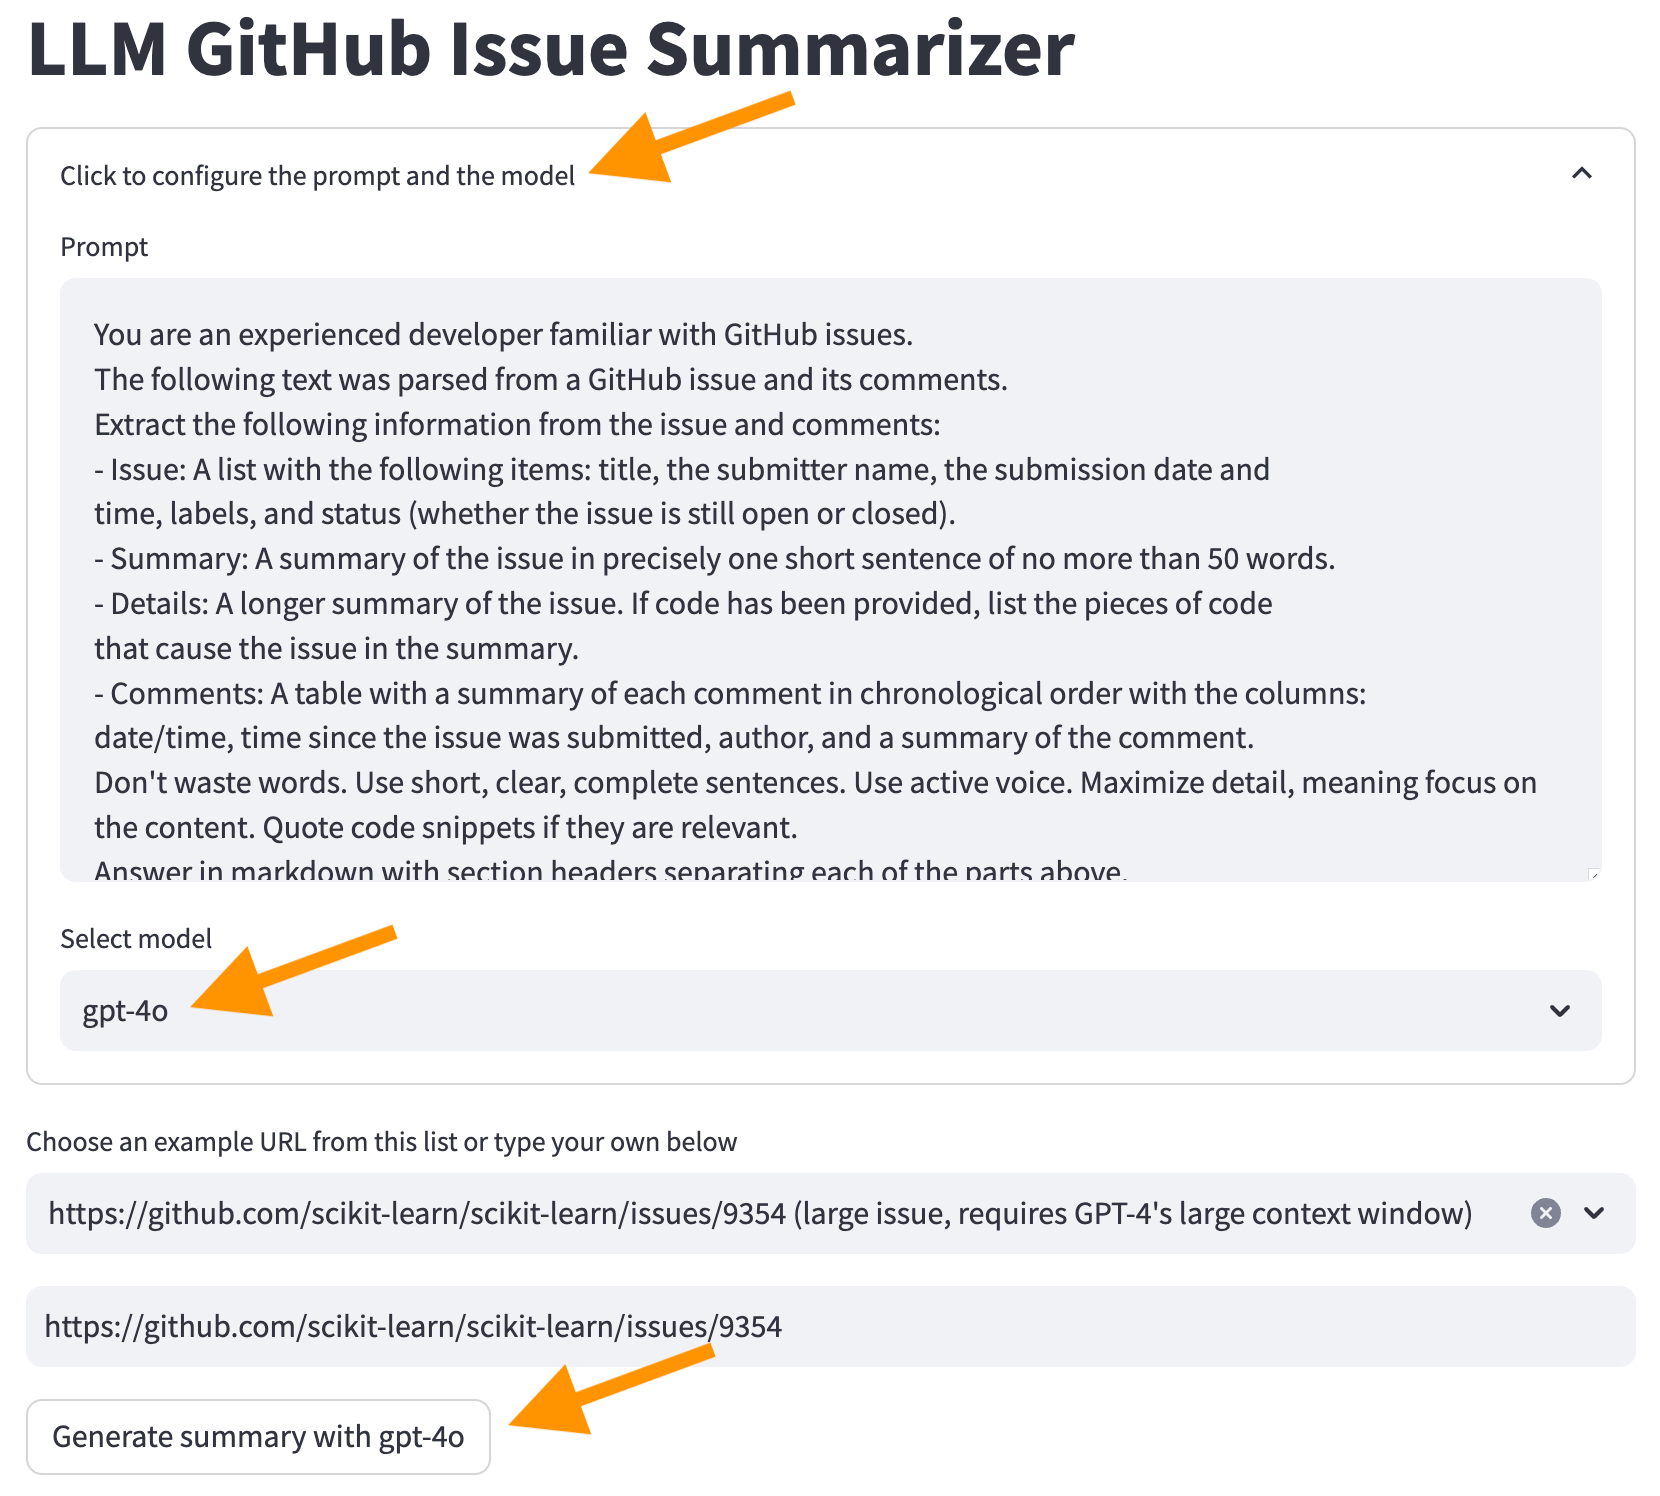 LLM GitHub Issue Summarizer
Click to configure the prompt and the model
Prompt
You are an experienced developer familiar with GitHub issues.
The following text was parsed from a GitHub issue and its comments.
Extract the following information from the issue and comments:
- Issue: A list with the following items: title, the submitter name, the submission date and
time, labels, and status (whether the issue is still open or closed).
- Summary: A summary of the issue in precisely one short sentence of no more than 50 words.
- Details: A longer summary of the issue. If code has been provided, list the pieces of code
that cause the issue in the summary.
- Comments: A table with a summary of each comment in chronological order with the columns:
date/time, time since the issue was submitted, author, and a summary of the comment.
Don't waste words. Use short, clear, complete sentences. Use active voice. Maximize detail, meaning focus on
the content. Quote code snippets if they are relevant.
Answer in markdown with section headers separating each of the parts above.
Select model
gpt-4o
Choose an example URL from this list or type your own below
https://github.com/scikit-learn/scikit-learn/issues/9354 (large issue, requires GPT-4's large context window)
https://github.com/scikit-learn/scikit-learn/issues/9354
Generate summary with gpt-4o